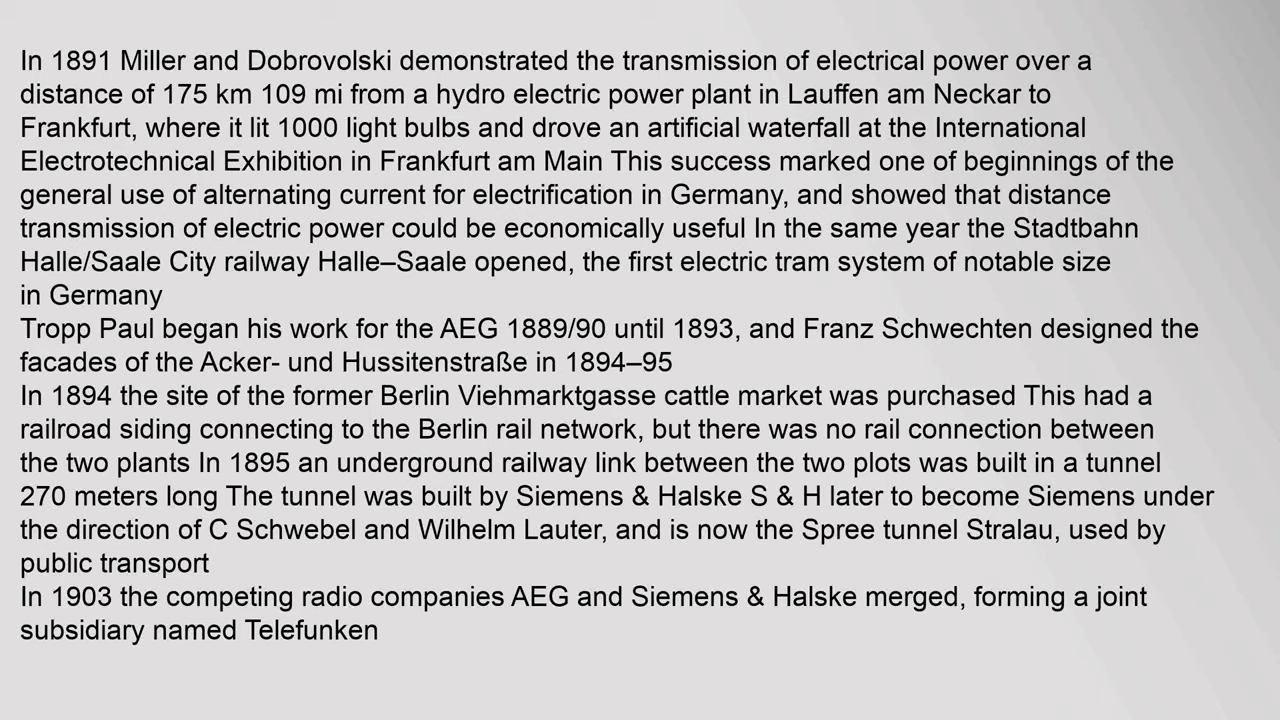 In 1891 Miller and Dobrovolski demonstrated the transmission of electrical power over a
distance of 175 km 109 mi from a hydro electric power plant in Lauffen am Neckar to
Frankfurt, where it lit 1000 light bulbs and drove an artificial waterfall at the International
Electrotechnical Exhibition in Frankfurt am Main This success marked one of beginnings of the
general use of alternating current for electrification in Germany, and showed that distance
transmission of electric power could be economically useful In the same year the Stadtbahn
Halle/Saale City railway Halle–Saale opened, the first electric tram system of notable size
in Germany
Tropp Paul began his work for the AEG 1889/90 until 1893, and Franz Schwechten designed the
facades of the Acker- und Hussitenstraße in 1894–95
In 1894 the site of the former Berlin Viehmarktgasse cattle market was purchased This had a
railroad siding connecting to the Berlin rail network, but there was no rail connection between
the two plants In 1895 an underground railway link between the two plots was built in a tunnel
270 meters long The tunnel was built by Siemens & Halske S & H later to become Siemens under
the direction of C Schwebel and Wilhelm Lauter, and is now the Spree tunnel Stralau, used by
public transport
In 1903 the competing radio companies AEG and Siemens & Halske merged, forming a joint
subsidiary named Telefunken